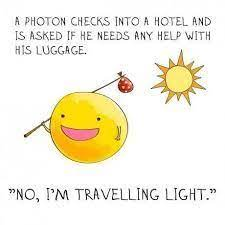 A PHOTON CHECKS INTO A HOTEL AND
IS ASKED IF HE NEEDS ANY HELP WITH
HIS LUGGAGE.
"NO, I'M TRAVELLING LIGHT."